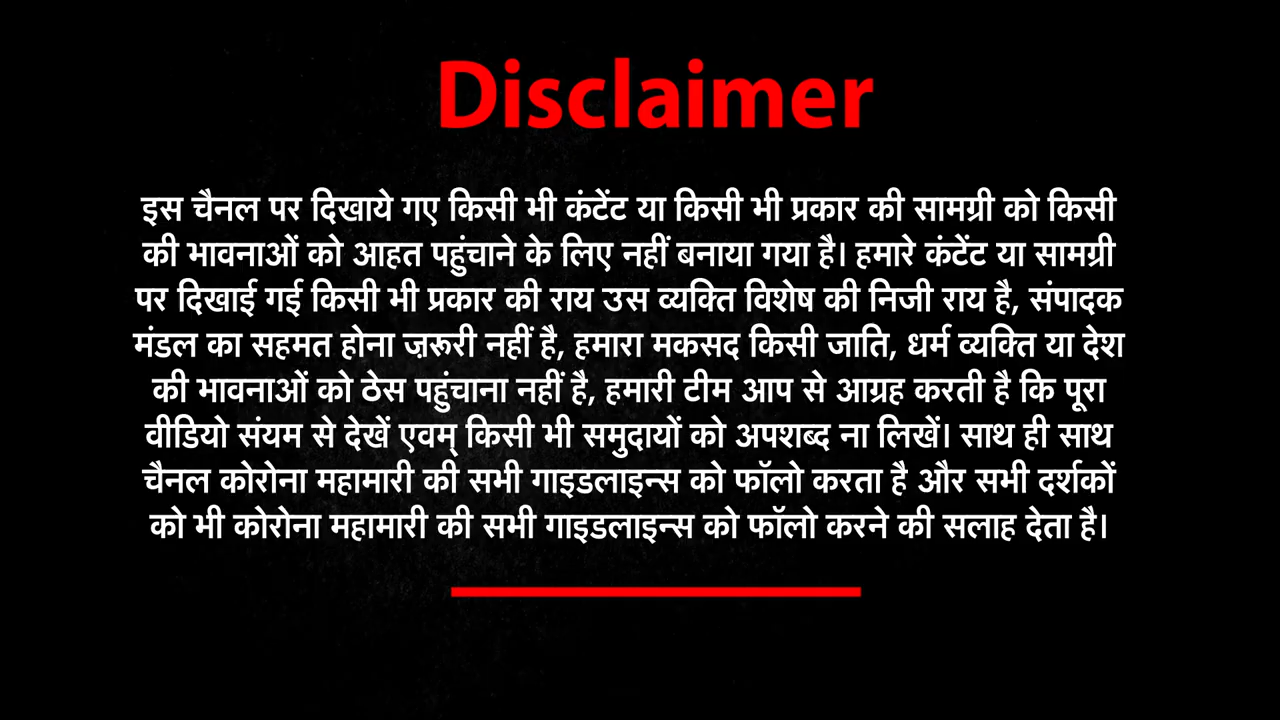 Disclaimer
इस चैनल पर दिखाये गए किसी भी कंटेंट या किसी भी प्रकार की सामग्री को किसी
की भावनाओं को आहत पहुंचाने के लिए नहीं बनाया गया है। हमारे कंटेंट या सामग्री
पर दिखाई गई किसी भी प्रकार की राय उस व्यक्ति विशेष की निजी राय है, संपादक
मंडल का सहमत होना ज़रूरी नहीं है, हमारा मकसद किसी जाति, धर्म व्यक्ति या देश
की भावनाओं को ठेस पहुंचाना नहीं है, हमारी टीम आप से आग्रह करती है कि पूरा
वीडियो संयम से देखें एवम् किसी भी समुदायों को अपशब्द ना लिखें। साथ ही साथ
चैनल कोरोना महामारी की सभी गाइडलाइन्स को फॉलो करता है और सभी दर्शकों
को भी कोरोना महामारी की सभी गाइडलाइन्स को फॉलो करने की सलाह देता है।